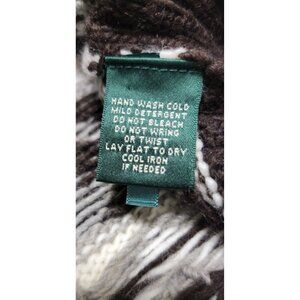 HAND WASH COLD
MILD DETERGENT
DO NOT BLEACH
DO NOT WRING
OR TWIST
LAY FLAT TO DRY
COOL IRON
IF NEEDED